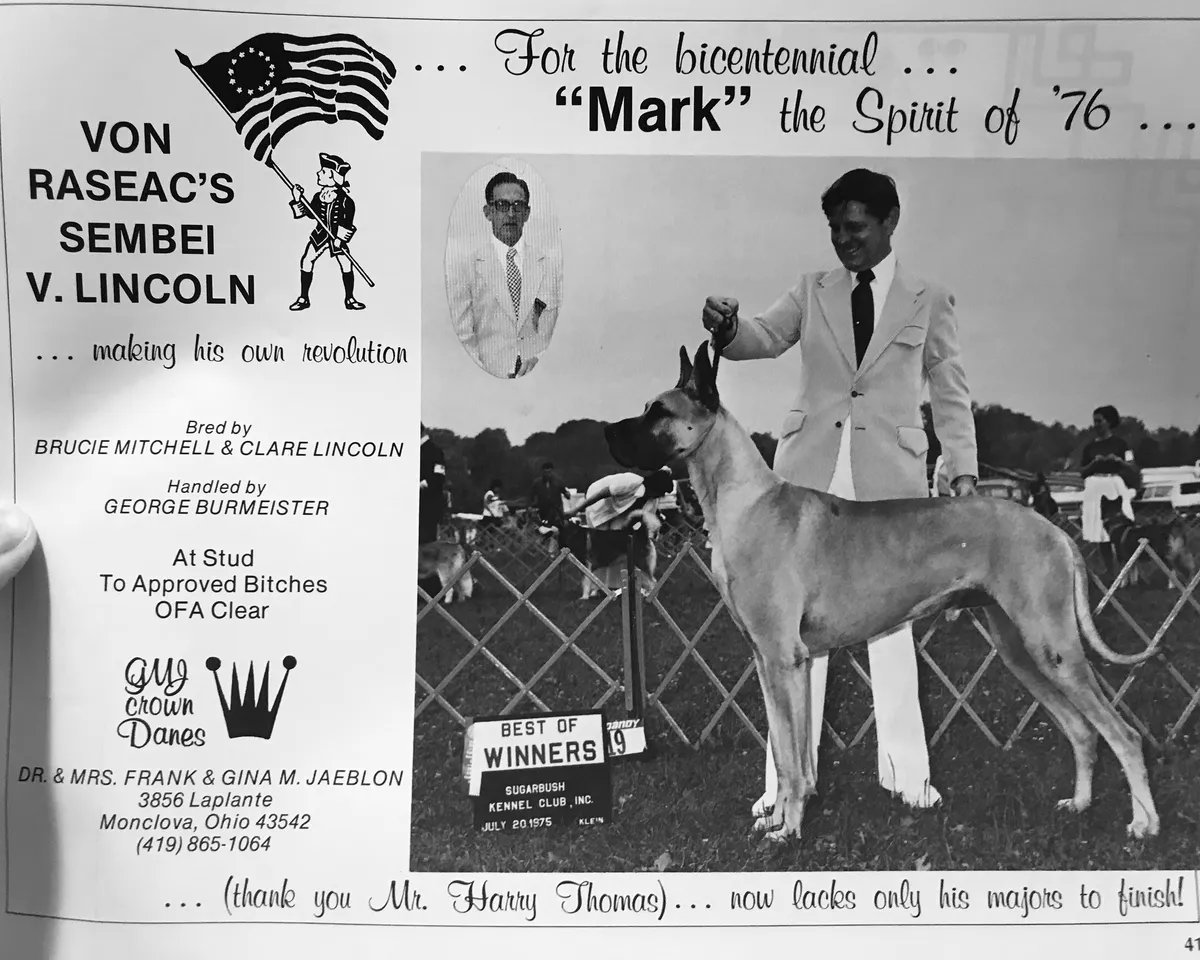 ... For the bicentennial ...
"Mark" the Spirit of '76 ...
VON
RASEAC'S
SEMBEI
V. LINCOLN
... making his own revolution
Bred by
BRUCIE MITCHELL & CLARE LINCOLN
Handled by
GEORGE BURMEISTER
At Stud
To Approved Bitches
OFA Clear
GMJ
crown
Danes
DR. & MRS. FRANK & GINA M. JAEBLON
3856 Laplante
Monclova, Ohio 43542
(419) 865-1064
BEST OF
WINNERS
19
SUGARBUSH
KENNEL CLUB, INC.
JULY 20 1975 KLEIN
... (thank you Mr. Harry Thomas) ... now lacks only his majors to finish!
41